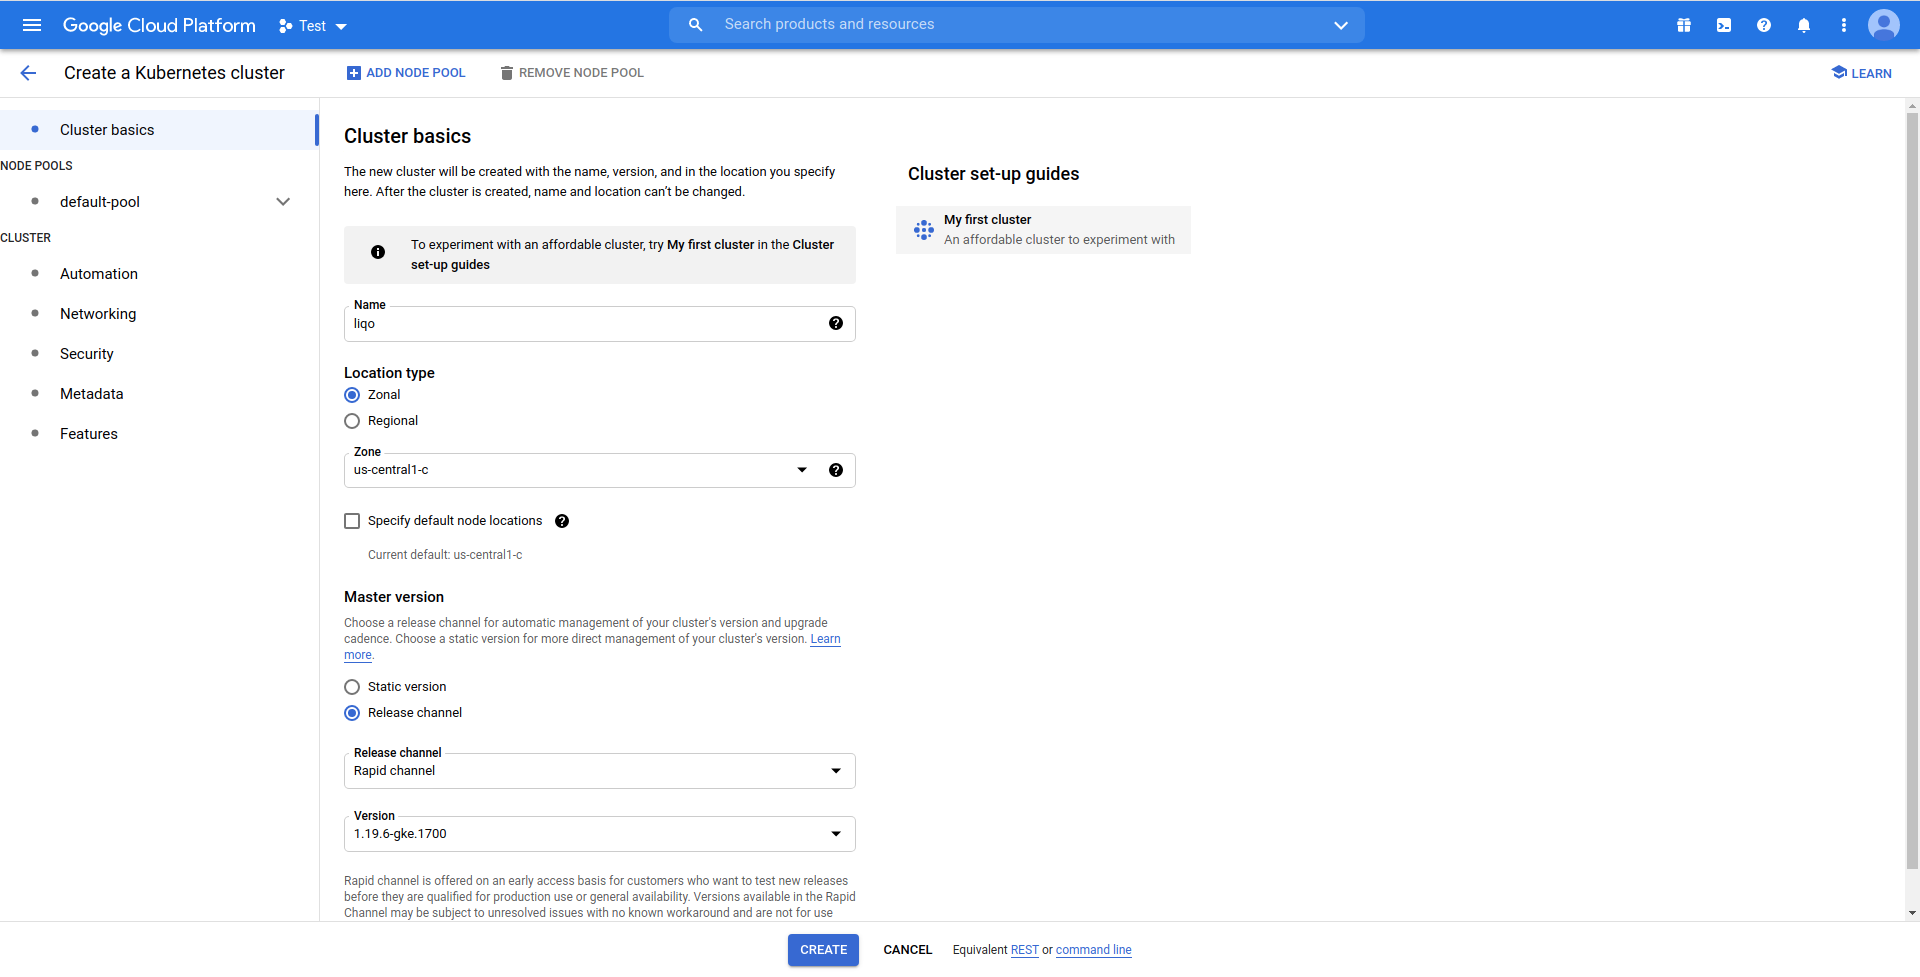 Google Cloud Platform
Test
Search products and resources
Create a Kubernetes cluster
ADD NODE POOL
REMOVE NODE POOL
LEARN
Cluster basics
NODE POOLS
default-pool
CLUSTER
Automation
Networking
Security
Metadata
Features
Cluster basics
The new cluster will be created with the name, version, and in the location you specify
here. After the cluster is created, name and location can't be changed.
To experiment with an affordable cluster, try My first cluster in the Cluster
set-up guides
Name
liqo
Location type
Zonal
Regional
Zone
us-central1-c
Specify default node locations
Current default: us-central1-c
Master version
Choose a release channel for automatic management of your cluster's version and upgrade
cadence. Choose a static version for more direct management of your cluster's version. Learn
more.
Static version
Release channel
Release channel
Rapid channel
Version
1.19.6-gke.1700
Rapid channel is offered on an early access basis for customers who want to test new releases
before they are qualified for production use or general availability. Versions available in the Rapid
Channel may be subject to unresolved issues with no known workaround and are not for use
Cluster set-up guides
My first cluster
An affordable cluster to experiment with
CREATE
CANCEL
Equivalent REST or command line